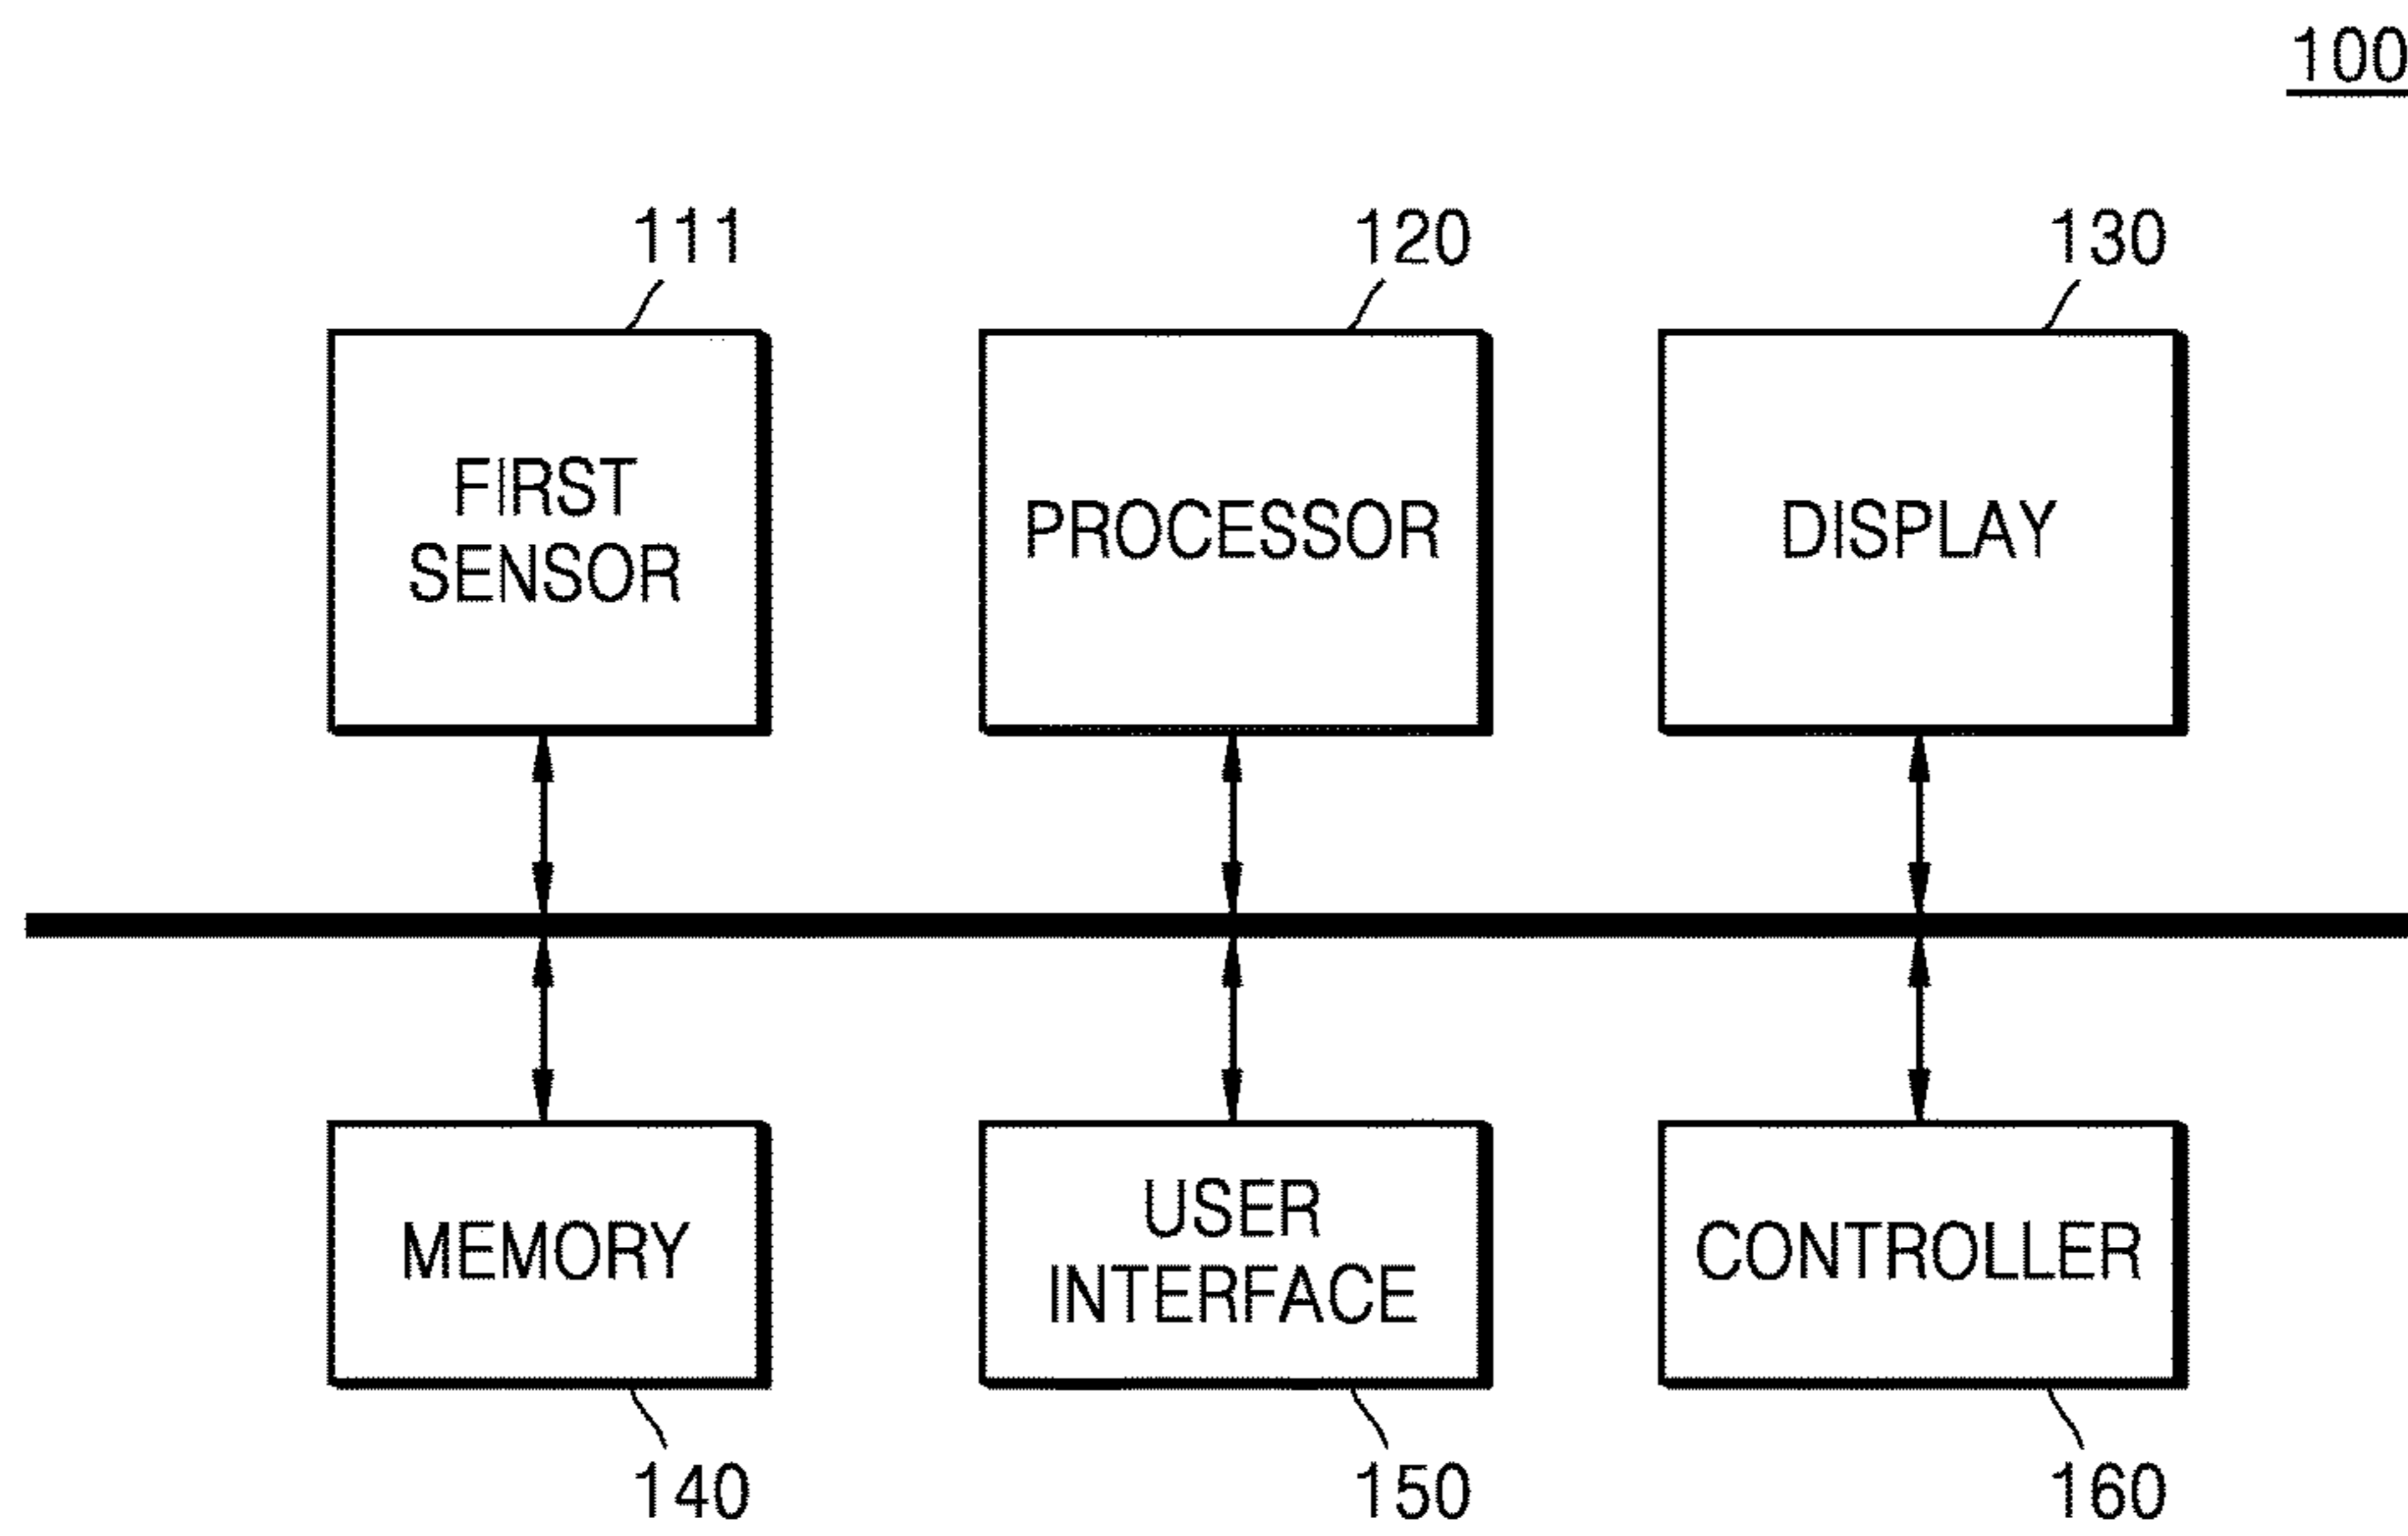 100
111
120
130
FIRST
SENSOR
PROCESSOR
DISPLAY
MEMORY
USER
INTERFACE
CONTROLLER
140
150
160